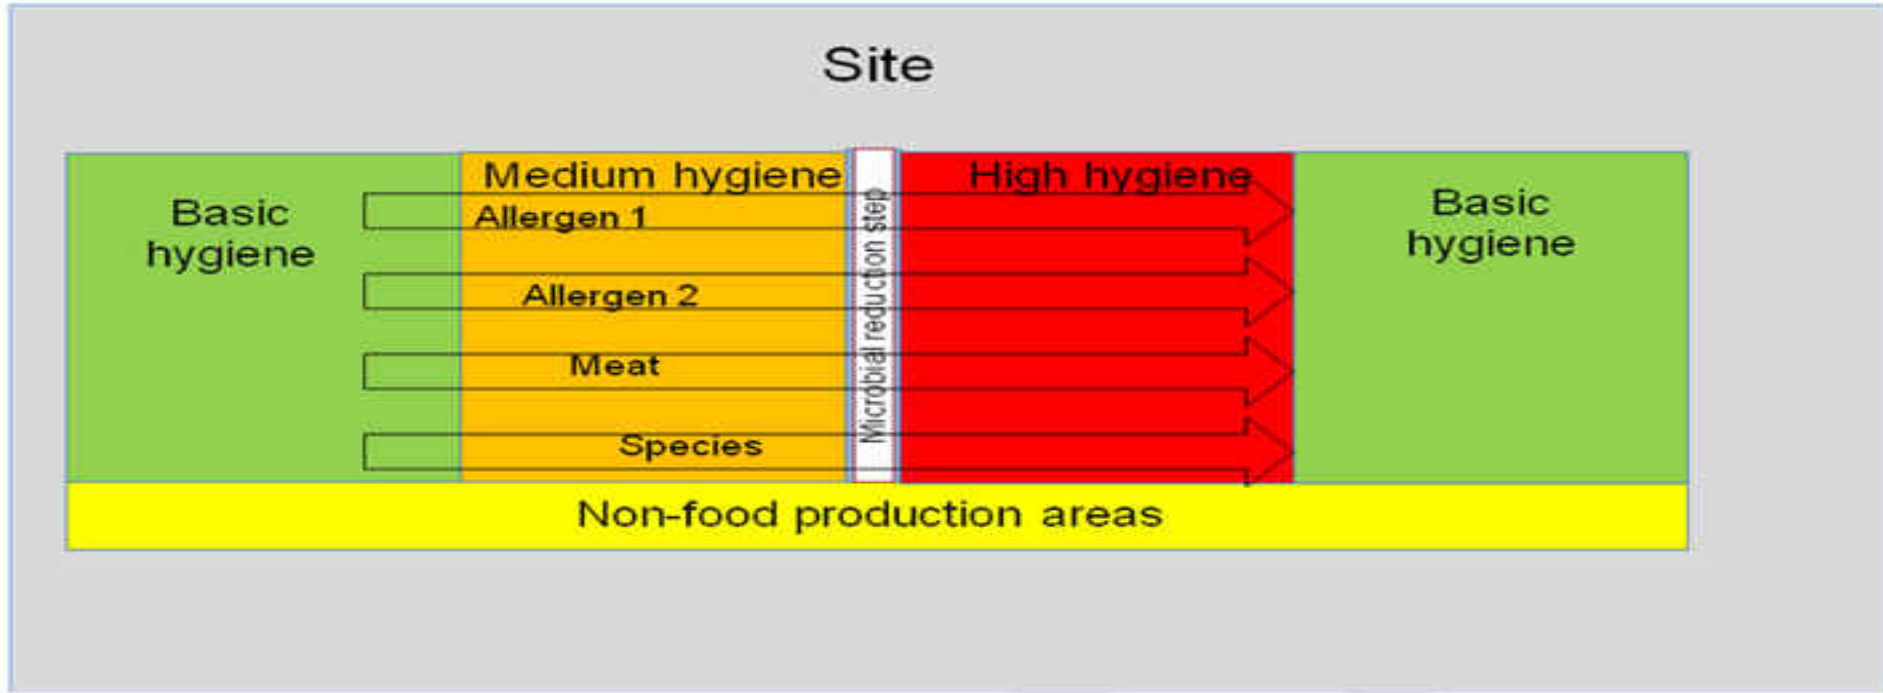 Site
Basic
hygiene
Medium hygiene
High hygiene
Basic
hygiene
Allergen 1
Allergen 2
Meat
Species
Microbial reduction step
Non-food production areas